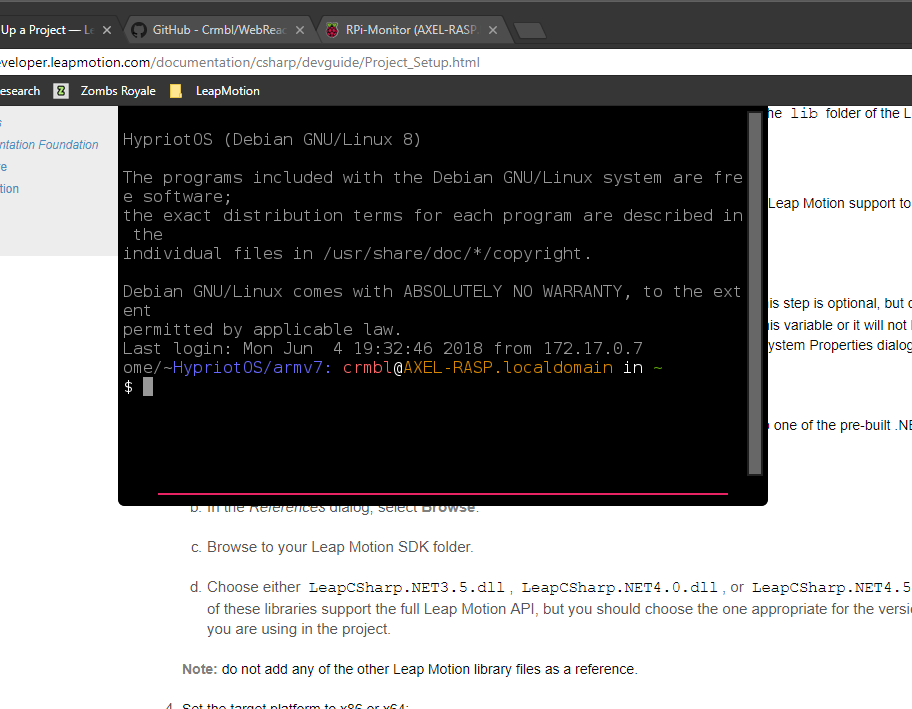 Up a Project — Le
GitHub - Crmbl/WebReac
RPi-Monitor (AXEL-RASP.
veloper.leapmotion.com/documentation/csharp/devguide/Project_Setup.html
esearch
Zombs Royale
LeapMotion
s
ntation Foundation
re
tion
he lib folder of the L
Leap Motion support to
is step is optional, but
is variable or it will not
ystem Properties dialog
one of the pre-built .NE
HypriotOS (Debian GNU/Linux 8)
The programs included with the Debian GNU/Linux system are fre
e software;
the exact distribution terms for each program are described in
the
individual files in /usr/share/doc/*/copyright.
Debian GNU/Linux comes with ABSOLUTELY NO WARRANTY, to the ext
ent
permitted by applicable law.
Last login: Mon Jun  4 19:32:46 2018 from 172.17.0.7
ome/~HypriotOS/armv7: crmbl@AXEL-RASP.localdomain in ~
$
b. In the References dialog, select Browse.
c. Browse to your Leap Motion SDK folder.
d. Choose either LeapCSharp.NET3.5.dll, LeapCSharp.NET4.0.dll, or LeapCSharp.NET4.5
of these libraries support the full Leap Motion API, but you should choose the one appropriate for the versi
you are using in the project.
Note: do not add any of the other Leap Motion library files as a reference.
4. Set the target platform to x86 or x64: